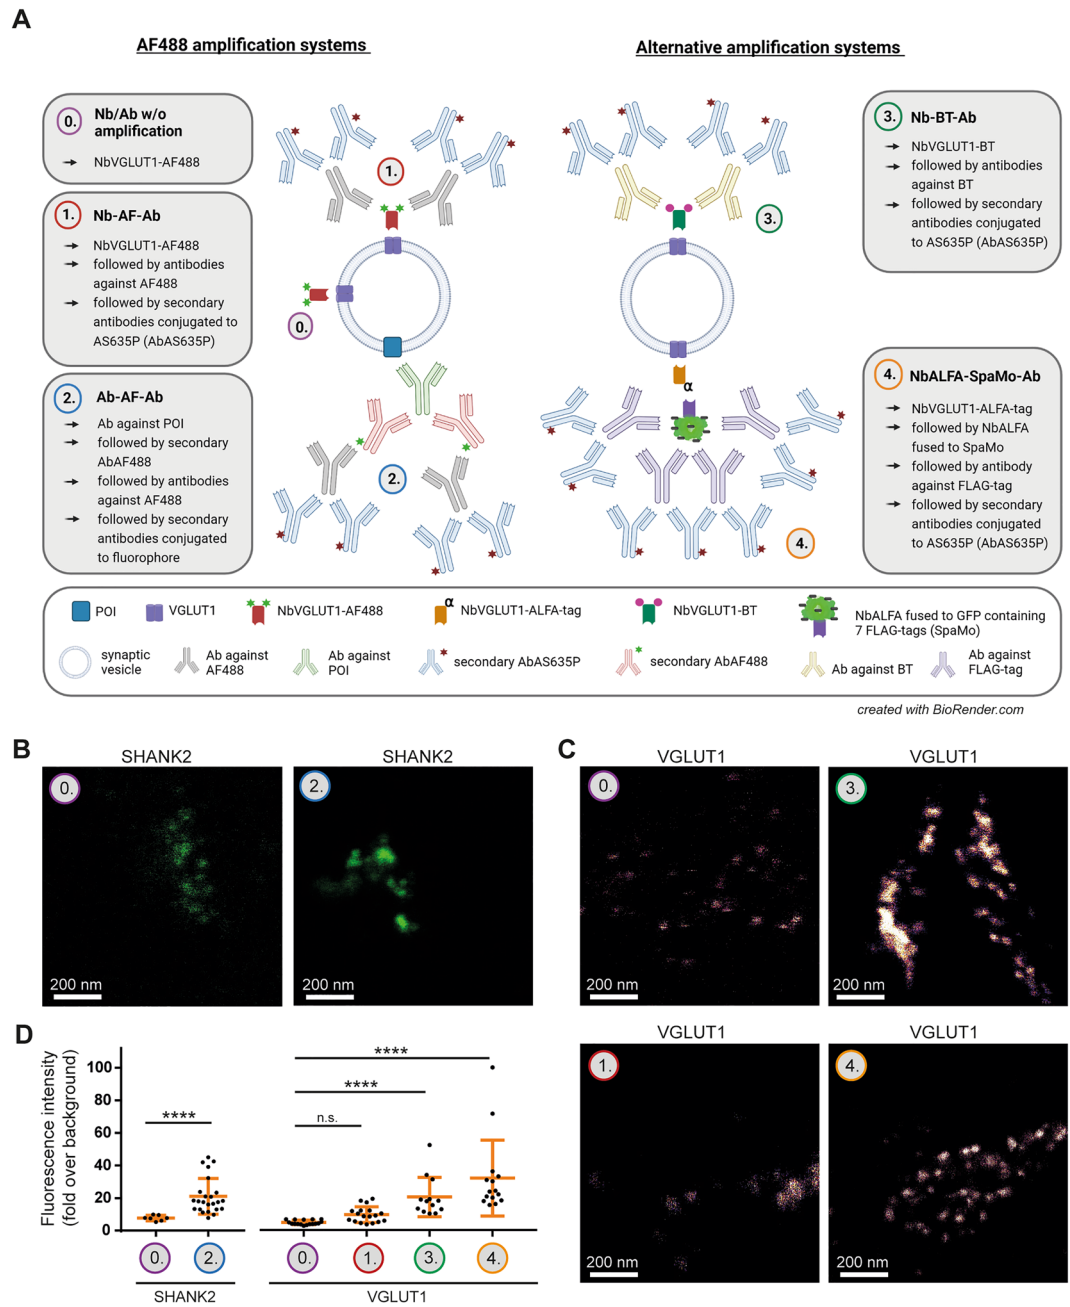 A
AF488 amplification systems
Alternative amplification systems
0.
Nb/Ab w/o
amplification
→ NbVGLUT1-AF488
1.
Nb-AF-Ab
→ NbVGLUT1-AF488
→ followed by antibodies
against AF488
→ followed by secondary
antibodies conjugated to
AS635P (AbAS635P)
2.
Ab-AF-Ab
→ Ab against POI
→ followed by secondary
AbAF488
→ followed by antibodies
against AF488
→ followed by secondary
antibodies conjugated
to fluorophore
1.
0.
2.
3.
α
4.
3.
Nb-BT-Ab
→ NbVGLUT1-BT
→ followed by antibodies
against BT
→ followed by secondary
antibodies conjugated
to AS635P (AbAS635P)
4.
NbALFA-SpaMo-Ab
→ NbVGLUT1-ALFA-tag
→ followed by NbALFA
fused to SpaMo
→ followed by antibody
against FLAG-tag
→ followed by secondary
antibodies conjugated
to AS635P (AbAS635P)
POI
VGLUT1
NbVGLUT1-AF488
α
NbVGLUT1-ALFA-tag
NbVGLUT1-BT
NbALFA fused to GFP containing
7 FLAG-tags (SpaMo)
synaptic
vesicle
Ab against
AF488
Ab against
POI
secondary AbAS635P
secondary AbAF488
Ab against BT
Ab against
FLAG-tag
created with BioRender.com
B
SHANK2
0.
200 nm
SHANK2
2.
200 nm
C
VGLUT1
0.
200 nm
VGLUT1
3.
200 nm
VGLUT1
1.
200 nm
VGLUT1
4.
200 nm
D
Fluorescence intensity
(fold over background)
100
80
60
40
20
0
****
n.s.
****
****
0.
2.
0.
1.
3.
4.
SHANK2
VGLUT1